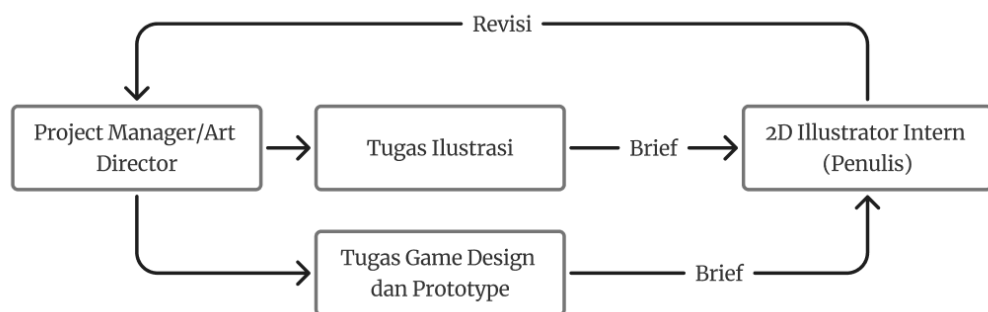 Revisi
Project Manager/Art
Director
Tugas Ilustrasi
Brief
2D Illustrator Intern
(Penulis)
Tugas Game Design
dan Prototype
Brief